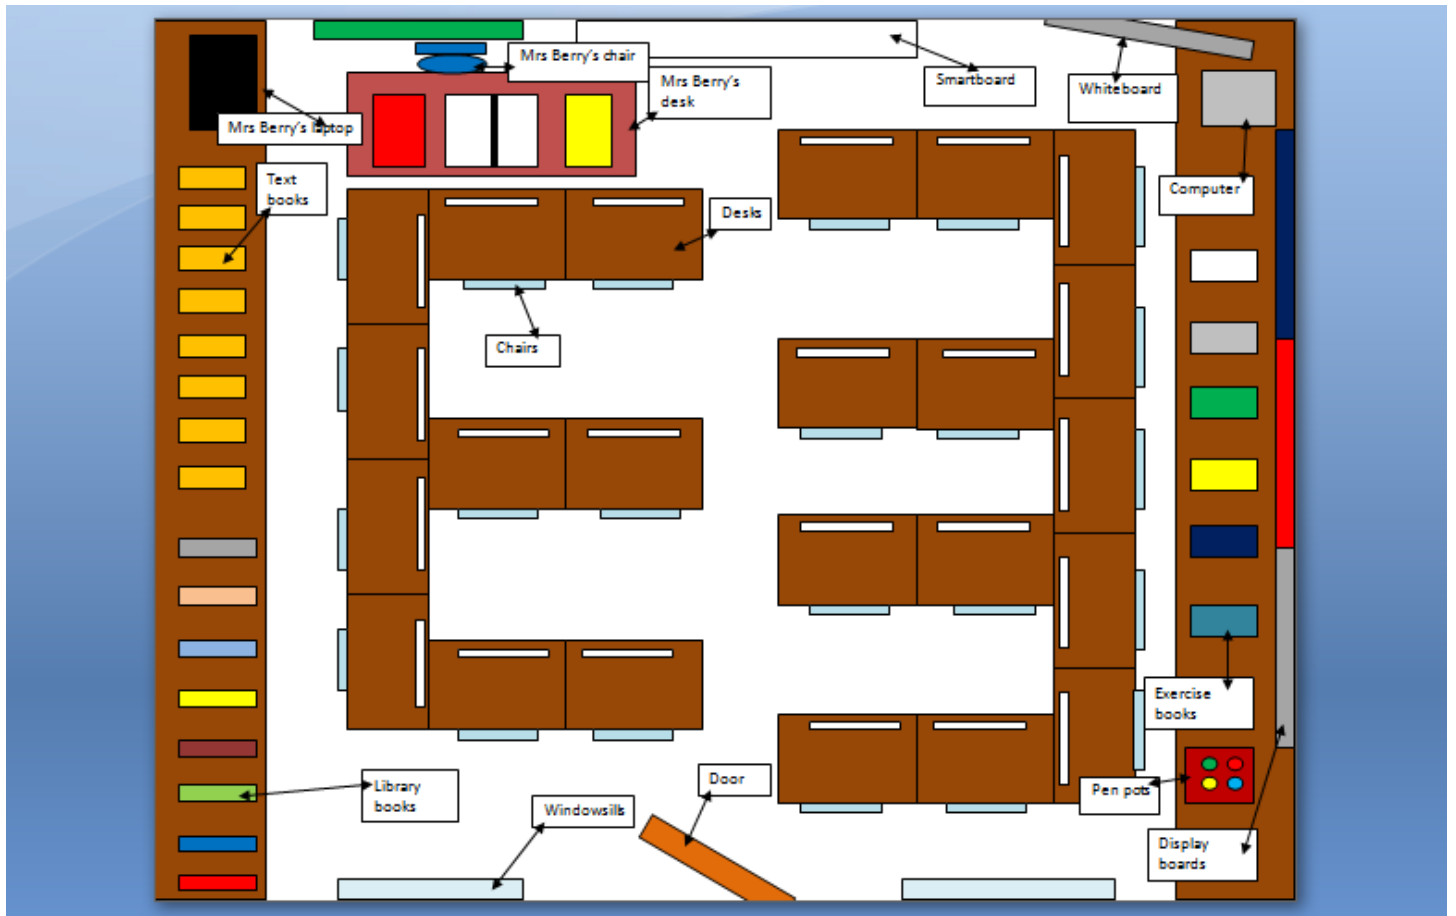 Mrs Berry's chair
Smartboard
Whiteboard
Mrs Berry's
desk
Mrs Berry's laptop
Text
books
Computer
Desks
Chairs
Exercise
books
Library
books
Door
Pen pots
Windowsills
Display
boards